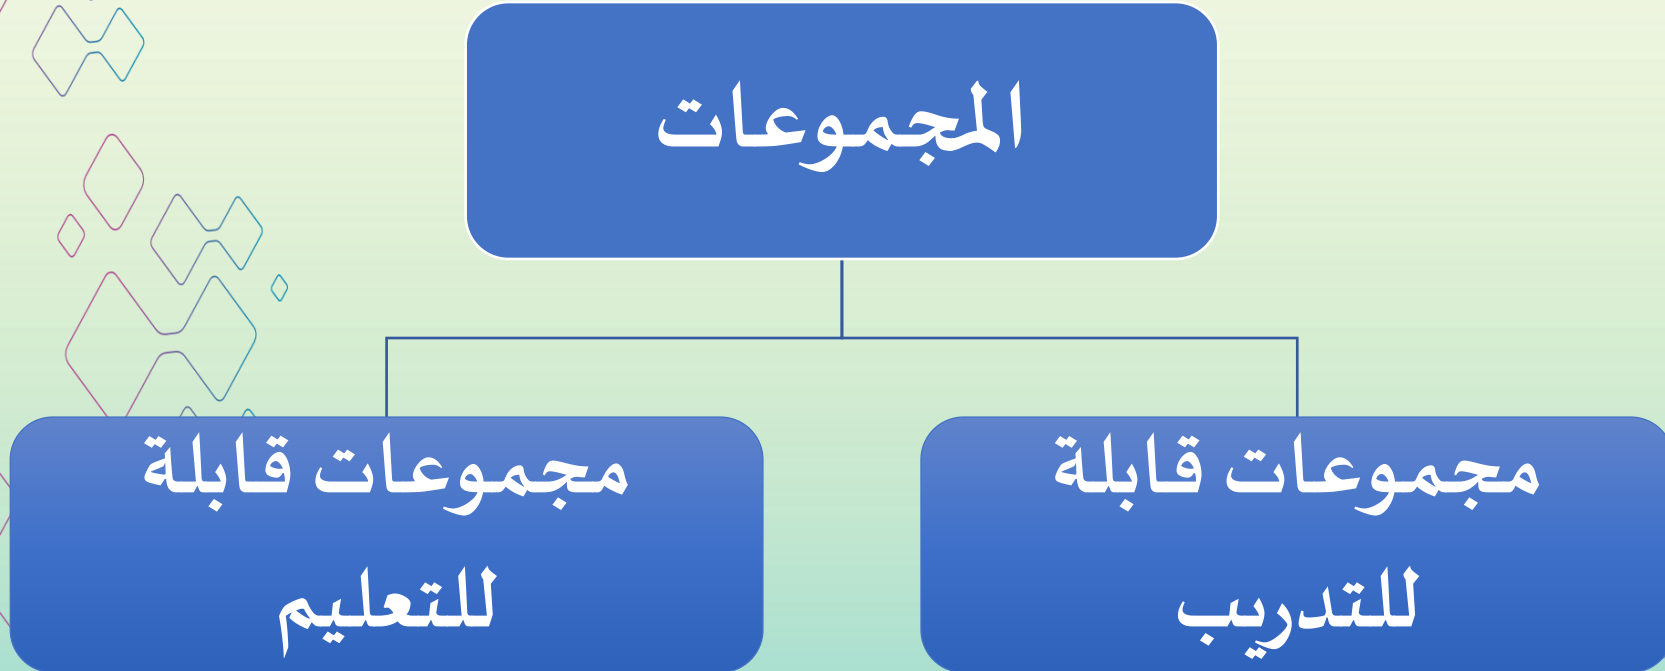 المجموعات
مجموعات قابلة
للتدريب
مجموعات قابلة
للتعليم